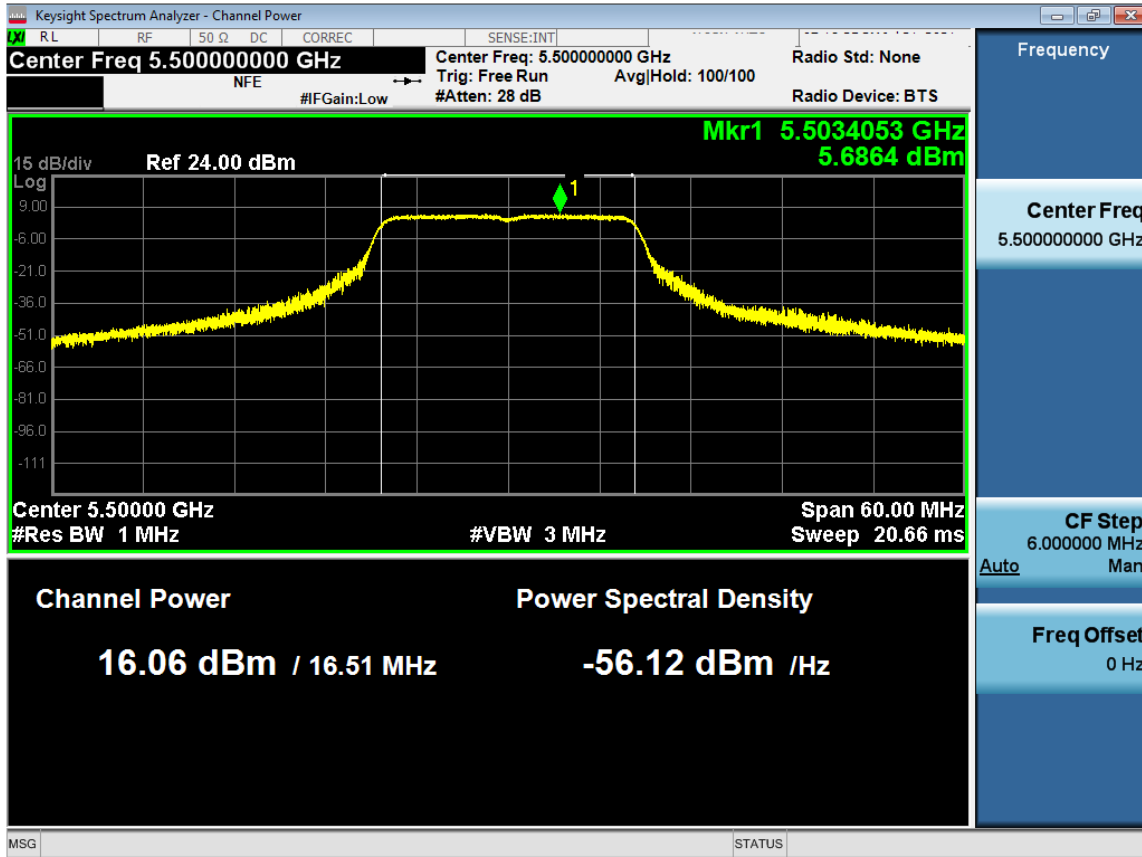 Keysight Spectrum Analyzer - Channel Power
LXI RL RF 50 Ω DC CORREC SENSE:INT
Center Freq 5.500000000 GHz
NFE
#IFGain:Low
Center Freq: 5.500000000 GHz
Trig: Free Run Avg|Hold: 100/100
#Atten: 28 dB
Radio Std: None
Radio Device: BTS
Frequency
Mkr1 5.5034053 GHz
5.6864 dBm
15 dB/div Ref 24.00 dBm
Log
1
9.00
-6.00
-21.0
-36.0
-51.0
-66.0
-81.0
-96.0
-111
Center 5.50000 GHz Span 60.00 MHz
#Res BW 1 MHz #VBW 3 MHz Sweep 20.66 ms
Center Freq
5.500000000 GHz
CF Step
6.000000 MHz
Auto Man
Freq Offset
0 Hz
Channel Power Power Spectral Density
16.06 dBm / 16.51 MHz -56.12 dBm /Hz
MSG STATUS